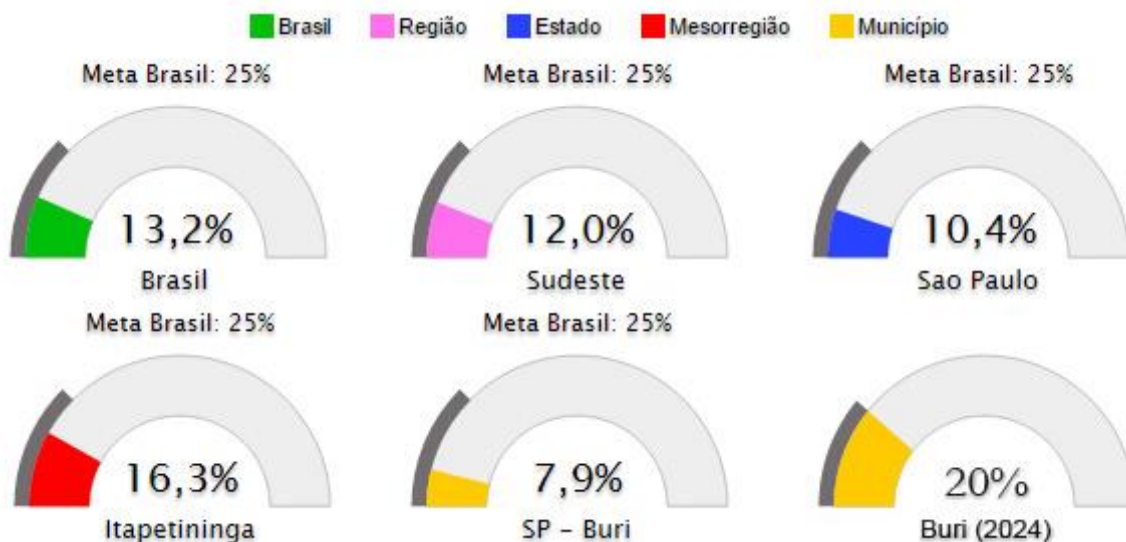 Brasil Região Estado Mesorregião Município
Meta Brasil: 25% Meta Brasil: 25% Meta Brasil: 25%
13,2% 12,0% 10,4%
Brasil Sudeste Sao Paulo
Meta Brasil: 25% Meta Brasil: 25%
16,3% 7,9% 20%
Itapetininga SP – Buri Buri (2024)